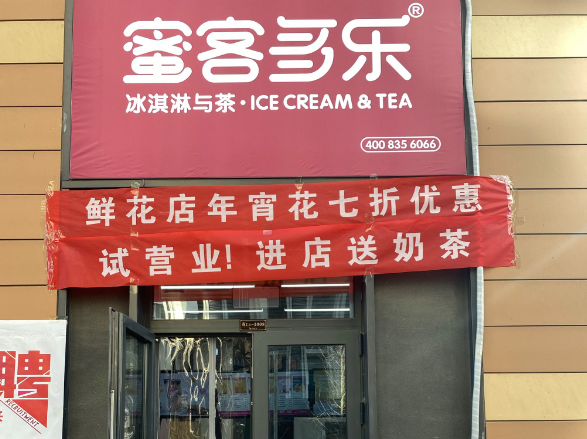 蜜客多乐®
冰淇淋与茶·ICE CREAM & TEA
400 835 6066
鲜花店年宵花七折优惠
试营业!进店送奶茶
聘
RECRUITMENT